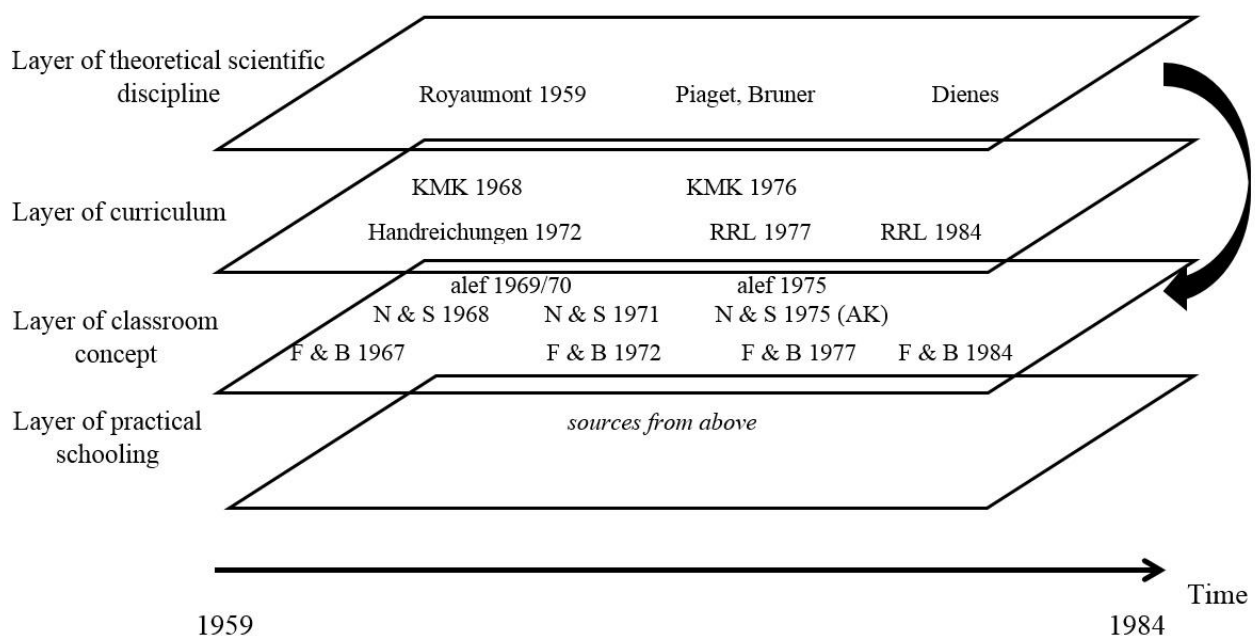 Layer of theoretical scientific
discipline
Royaumont 1959 Piaget, Bruner Dienes
KMK 1968 KMK 1976
Layer of curriculum
Handreichungen 1972 RRL 1977 RRL 1984
alef 1969/70 alef 1975
Layer of classroom
concept
N & S 1968 N & S 1971 N & S 1975 (AK)
F & B 1967 F & B 1972 F & B 1977 F & B 1984
Layer of practical
schooling
sources from above
Time
1959 1984